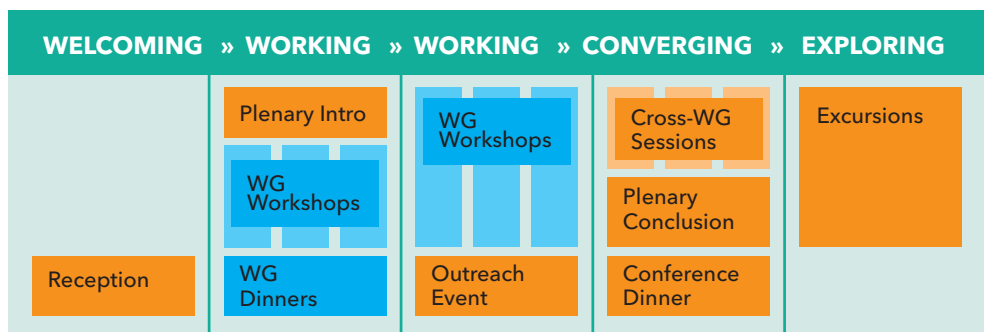 WELCOMING » WORKING » WORKING » CONVERGING » EXPLORING
Reception
Plenary Intro
WG
Workshops
WG
Dinners
WG
Workshops
Outreach
Event
Cross-WG
Sessions
Plenary
Conclusion
Conference
Dinner
Excursions